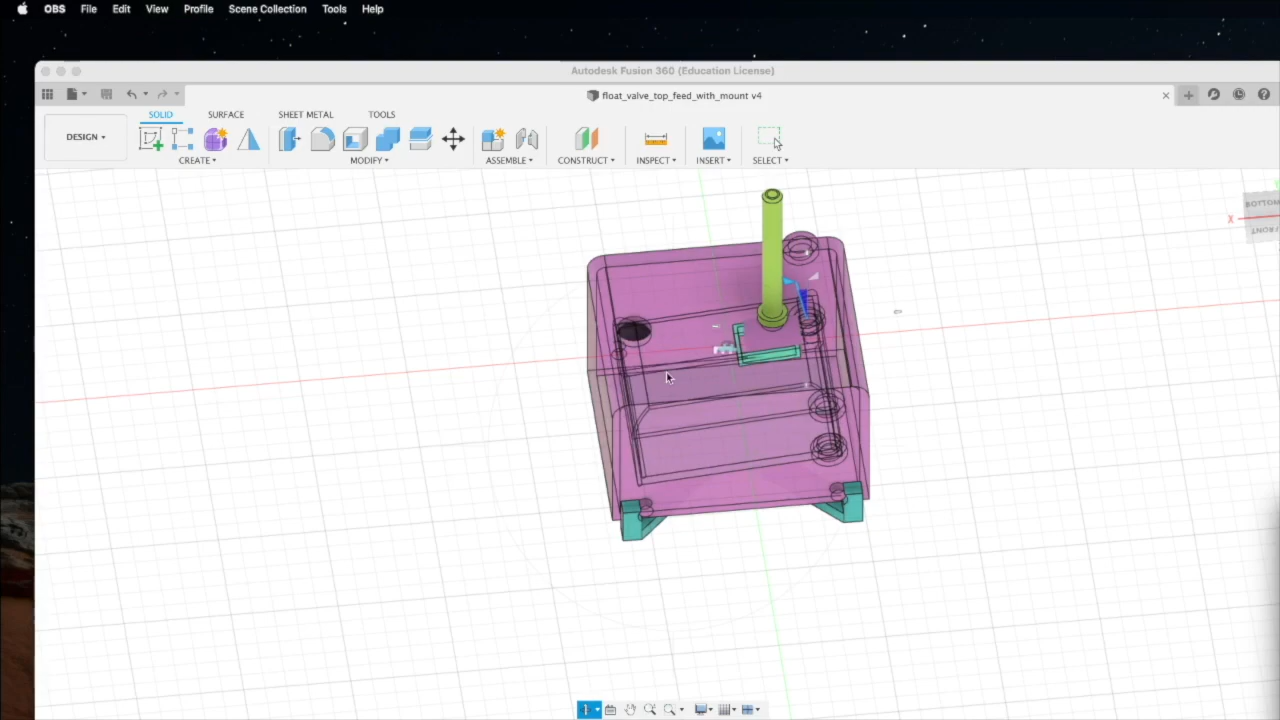 OBS File Edit View Profile Scene Collection Tools Help
Autodesk Fusion 360 (Education License)
float_valve_top_feed_with_mount v4
SOLID SURFACE SHEET METAL TOOLS
DESIGN
CREATE MODIFY ASSEMBLE CONSTRUCT INSPECT INSERT SELECT
BOTTOM
X
FRONT